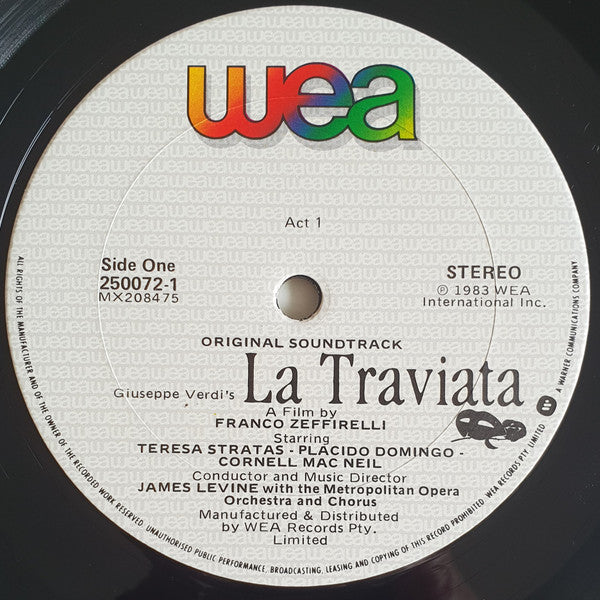 wea
Act 1
Side One
250072-1
MX208475
STEREO
℗ 1983 WEA
International Inc.
ORIGINAL SOUNDTRACK
Giuseppe Verdi's La Traviata
A Film by
FRANCO ZEFFIRELLI
Starring
TERESA STRATAS - PLACIDO DOMINGO -
CORNELL MAC NEIL
Conductor and Music Director
JAMES LEVINE with the Metropolitan Opera
Orchestra and Chorus
Manufactured & Distributed
by WEA Records Pty.
Limited
ALL RIGHTS OF THE MANUFACTURER AND OF THE OWNER OF THE RECORDED WORK RESERVED. UNAUTHORISED PUBLIC PERFORMANCE, BROADCASTING, LEASING AND COPYING OF THIS RECORD PROHIBITED. WEA RECORDS PTY. LIMITED A WARNER COMMUNICATIONS COMPANY